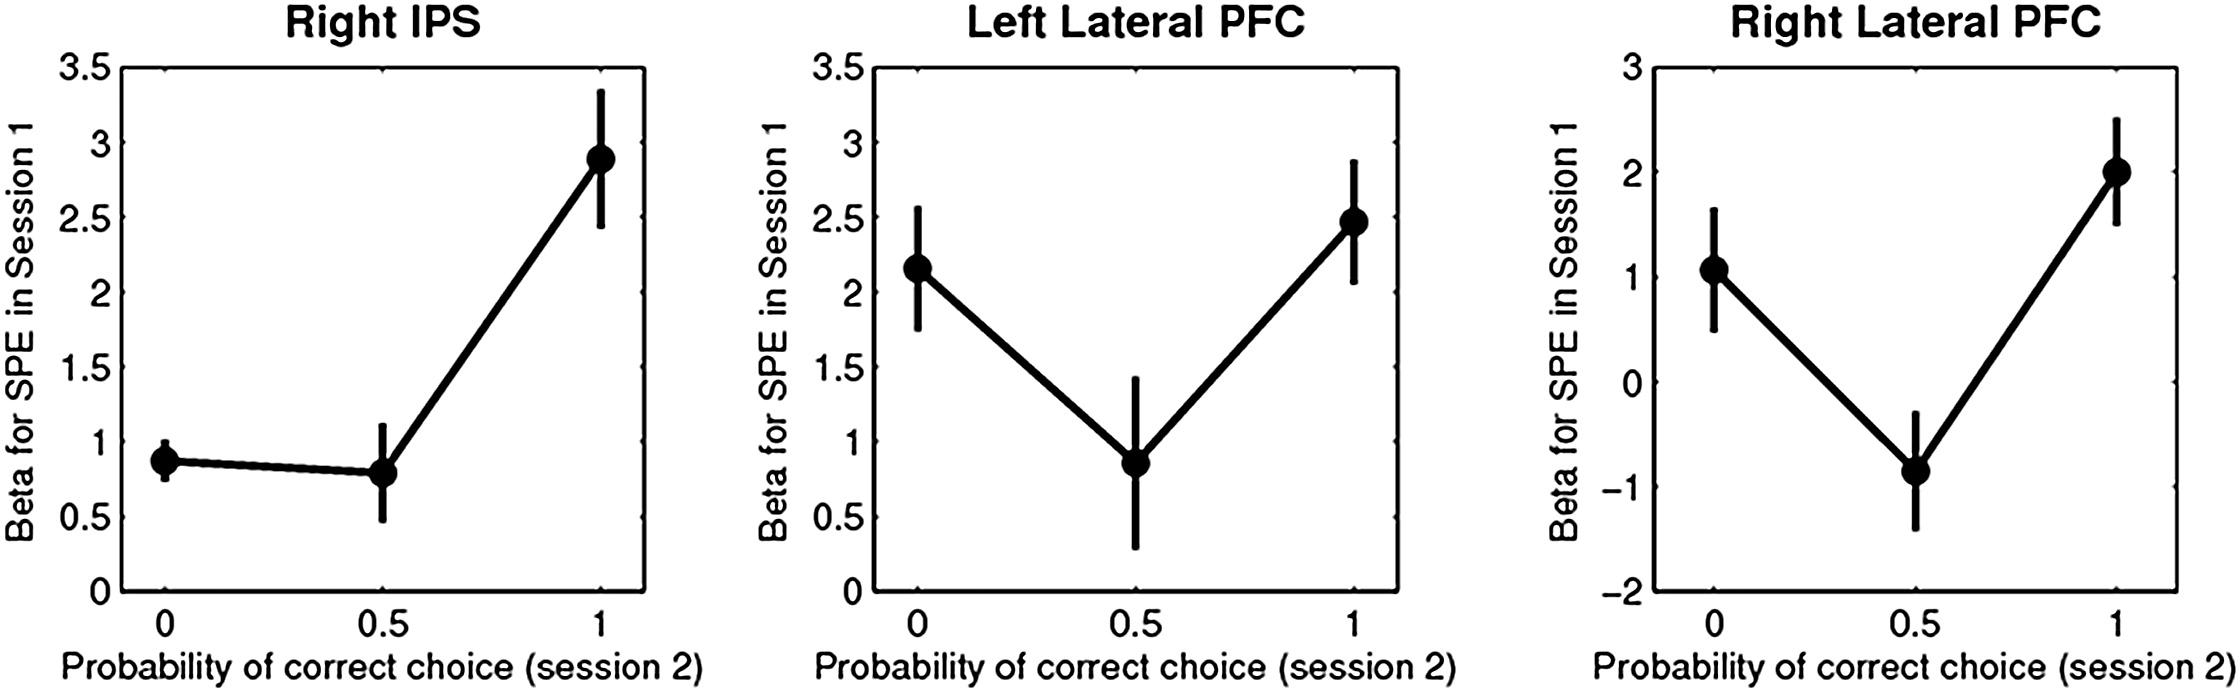 Right IPS
Beta for SPE in Session 1
3.5
3
2.5
2
1.5
1
0.5
0
0 0.5 1
Probability of correct choice (session 2)
Left Lateral PFC
Beta for SPE in Session 1
3.5
3
2.5
2
1.5
1
0.5
0
0 0.5 1
Probability of correct choice (session 2)
Right Lateral PFC
Beta for SPE in Session 1
3
2
1
0
−1
−2
0 0.5 1
Probability of correct choice (session 2)